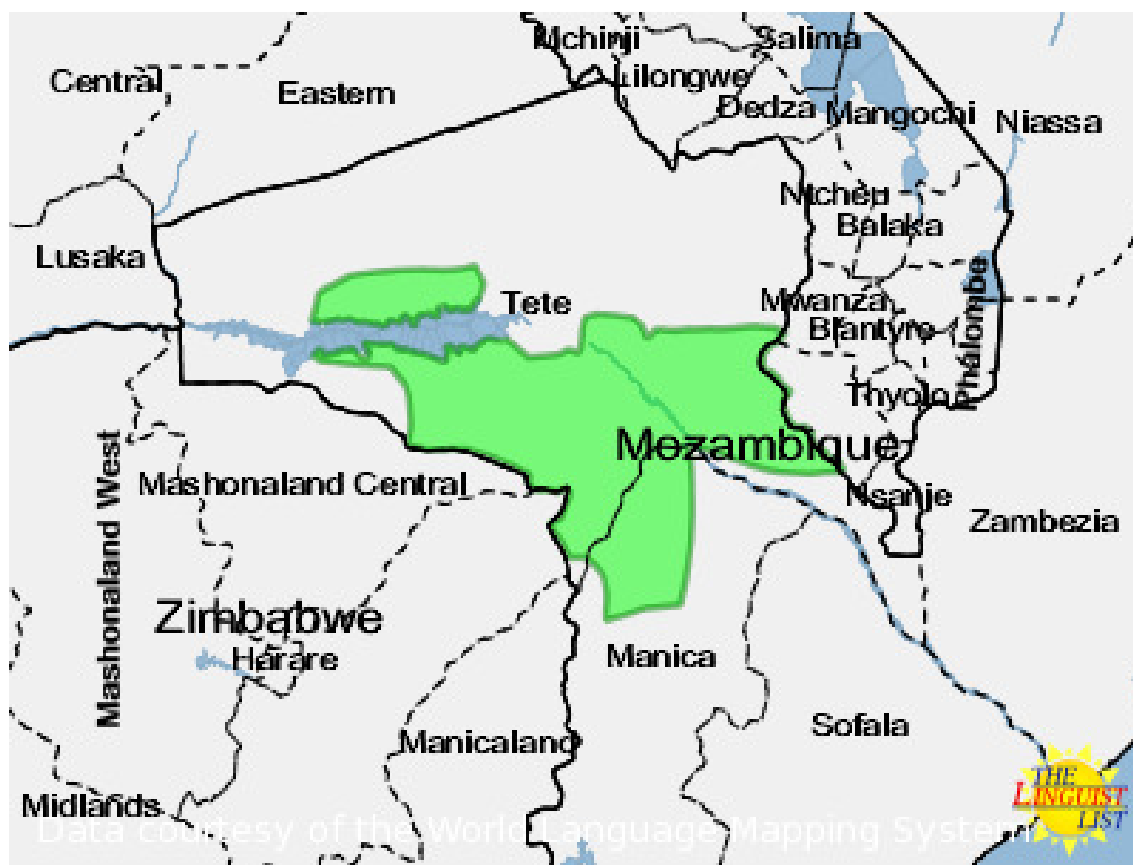 Mchinji
Salima
Central
Lilongwe
Eastern
Dedza
Mangochi
Niassa
Ntcheu
Balaka
Lusaka
Phalombe
Tete
Mwanza
Blantyre
Thyolo
Mozambique
Mashonaland West
Mashonaland Central
Nsanje
Zambezia
Zimbabwe
Harare
Manica
Sofala
Manicaland
Midlands
THE
LINGUIST
LIST
Data courtesy of the World Language Mapping System